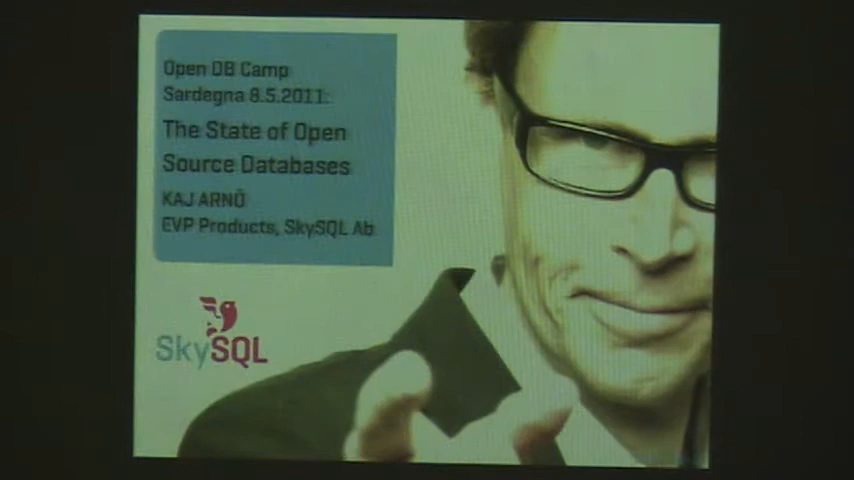 Open DB Camp
Sardegna 8.5.2011.
The State of Open
Source Databases
KAJ ARNÖ
EVP Products, SkySQL Ab
SkySQL